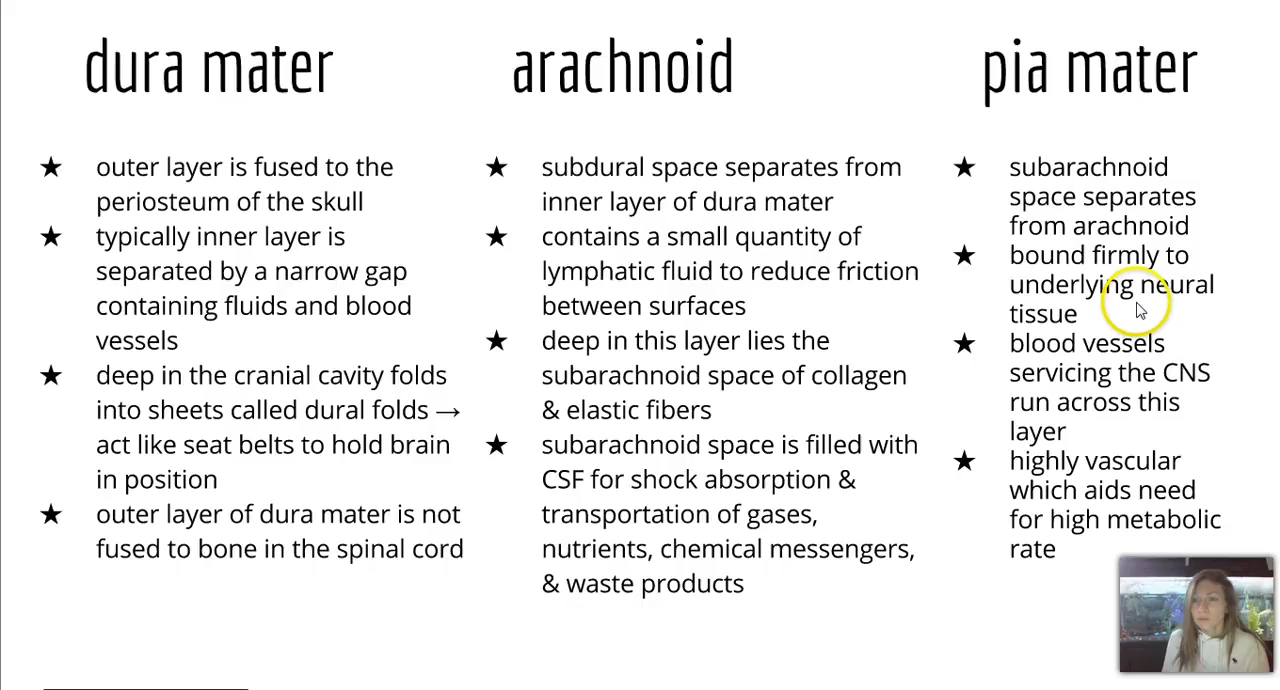 dura mater
★ outer layer is fused to the
periosteum of the skull
★ typically inner layer is
separated by a narrow gap
containing fluids and blood
vessels
★ deep in the cranial cavity folds
into sheets called dural folds →
act like seat belts to hold brain
in position
★ outer layer of dura mater is not
fused to bone in the spinal cord
arachnoid
★ subdural space separates from
inner layer of dura mater
★ contains a small quantity of
lymphatic fluid to reduce friction
between surfaces
★ deep in this layer lies the
subarachnoid space of collagen
& elastic fibers
★ subarachnoid space is filled with
CSF for shock absorption &
transportation of gases,
nutrients, chemical messengers,
& waste products
pia mater
★ subarachnoid
space separates
from arachnoid
★ bound firmly to
underlying neural
tissue
★ blood vessels
servicing the CNS
run across this
layer
★ highly vascular
which aids need
for high metabolic
rate